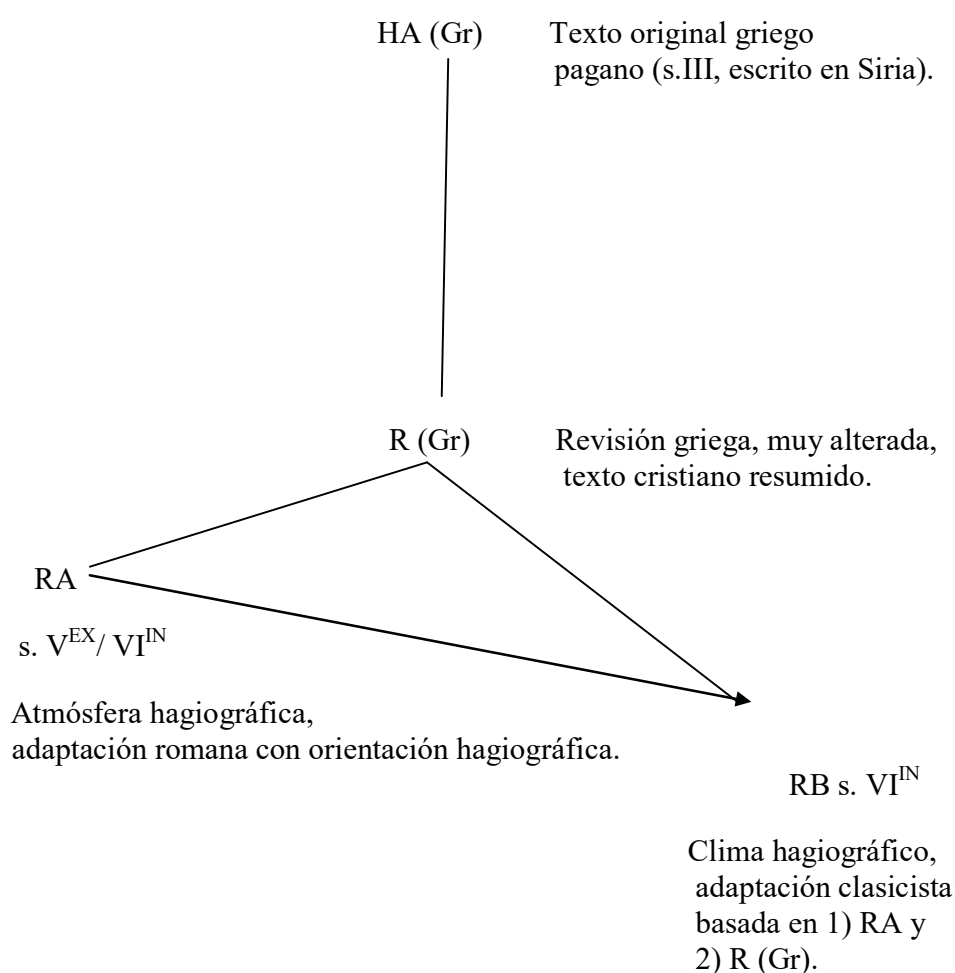 HA (Gr) Texto original griego
pagano (s.III, escrito en Siria).
R (Gr) Revisión griega, muy alterada,
texto cristiano resumido.
RA
s. V^EX/ VI^IN
Atmósfera hagiográfica,
adaptación romana con orientación hagiográfica.
RB s. VI^IN
Clima hagiográfico,
adaptación clasicista
basada en 1) RA y
2) R (Gr).